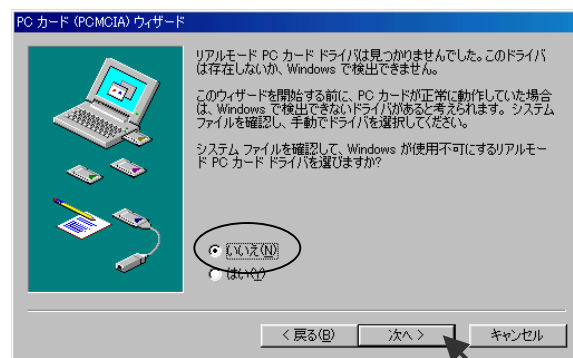 PC カード (PCMCIA) ウィザード
リアルモード PC カード ドライバは見つかりませんでした。このドライバ
は存在しないか、Windows で検出できません。
このウィザードを開始する前に、PC カードが正常に動作していた場合
は、Windows で検出できないドライバがあると考えられます。システム
ファイルを確認し、手動でドライバを選択してください。
システム ファイルを確認して、Windows が使用不可にするリアルモー
ド PC カード ドライバを選びますか?
いいえ(N)
はい(Y)
< 戻る(B)
次へ >
キャンセル